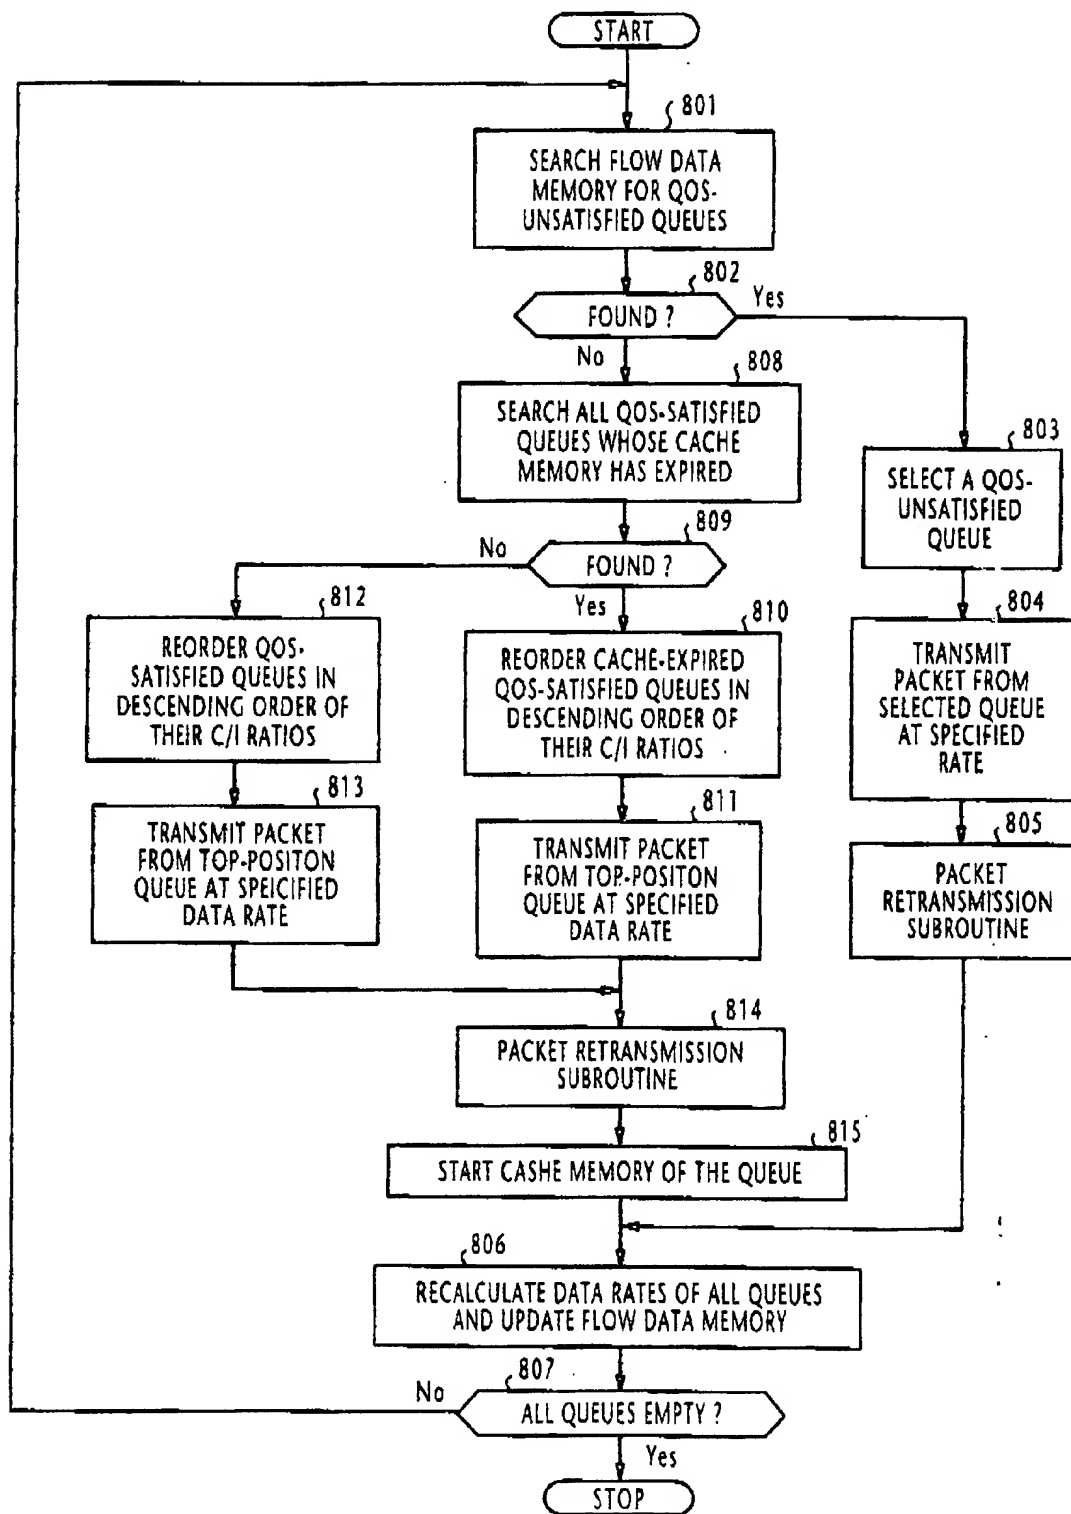 START
801
SEARCH FLOW DATA
MEMORY FOR QOS-
UNSATISFIED QUEUES
802
FOUND ?
Yes
No
808
SEARCH ALL QOS-SATISFIED
QUEUES WHOSE CACHE
MEMORY HAS EXPIRED
803
SELECT A QOS-
UNSATISFIED
QUEUE
809
FOUND ?
No
Yes
812
REORDER QOS-
SATISFIED QUEUES IN
DESCENDING ORDER OF
THEIR C/I RATIOS
810
REORDER CACHE-EXPIRED
QOS-SATISFIED QUEUES IN
DESCENDING ORDER OF
THEIR C/I RATIOS
804
TRANSMIT
PACKET FROM
SELECTED QUEUE
AT SPECIFIED
RATE
813
TRANSMIT PACKET
FROM TOP-POSITON
QUEUE AT SPEICIFIED
DATA RATE
811
TRANSMIT PACKET
FROM TOP-POSITON
QUEUE AT SPECIFIED
DATA RATE
805
PACKET
RETRANSMISSION
SUBROUTINE
814
PACKET RETRANSMISSION
SUBROUTINE
815
START CASHE MEMORY OF THE QUEUE
806
RECALCULATE DATA RATES OF ALL QUEUES
AND UPDATE FLOW DATA MEMORY
807
No
ALL QUEUES EMPTY ?
Yes
STOP